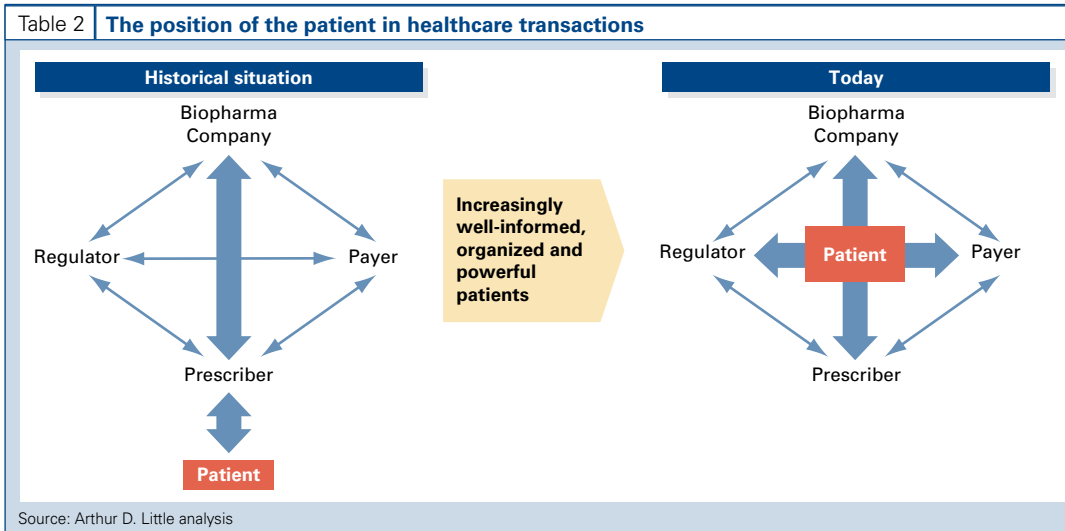 Table 2
The position of the patient in healthcare transactions
Historical situation
Biopharma
Company
Regulator
Payer
Prescriber
Patient
Increasingly
well-informed,
organized and
powerful
patients
Today
Biopharma
Company
Regulator
Patient
Payer
Prescriber
Source: Arthur D. Little analysis